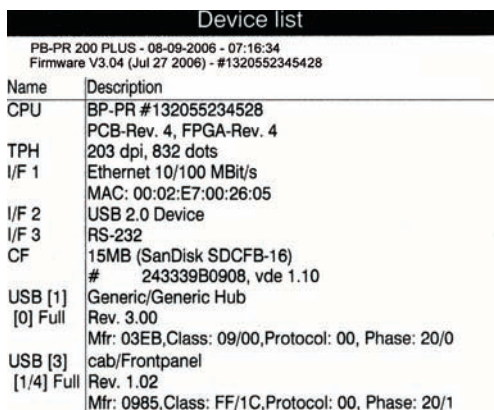 Device list
PB-PR 200 PLUS - 08-09-2006 - 07:16:34
Firmware V3.04 (Jul 27 2006) - #1320552345428
Name Description
CPU BP-PR #132055234528
PCB-Rev. 4, FPGA-Rev. 4
TPH 203 dpi, 832 dots
I/F 1 Ethernet 10/100 MBit/s
MAC: 00:02:E7:00:26:05
I/F 2 USB 2.0 Device
I/F 3 RS-232
CF 15MB (SanDisk SDCFB-16)
# 243339B0908, vde 1.10
USB [1] Generic/Generic Hub
[0] Full Rev. 3.00
Mfr: 03EB,Class: 09/00,Protocol: 00, Phase: 20/0
USB [3] cab/Frontpanel
[1/4] Full Rev. 1.02
Mfr: 0985,Class: FF/1C,Protocol: 00, Phase: 20/1